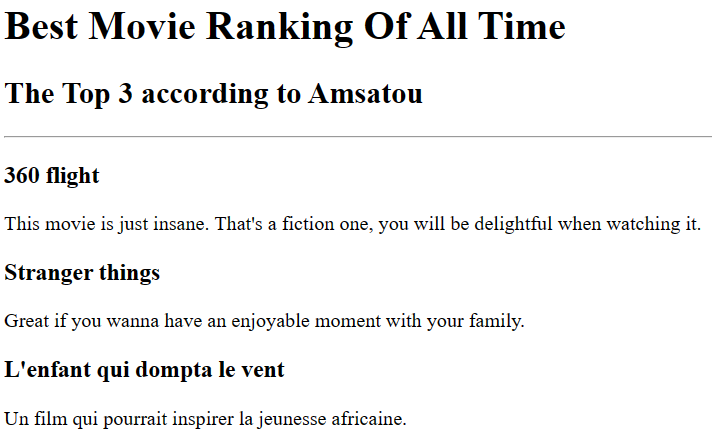 Best Movie Ranking Of All Time
The Top 3 according to Amsatou
360 flight
This movie is just insane. That's a fiction one, you will be delightful when watching it.
Stranger things
Great if you wanna have an enjoyable moment with your family.
L'enfant qui dompta le vent
Un film qui pourrait inspirer la jeunesse africaine.